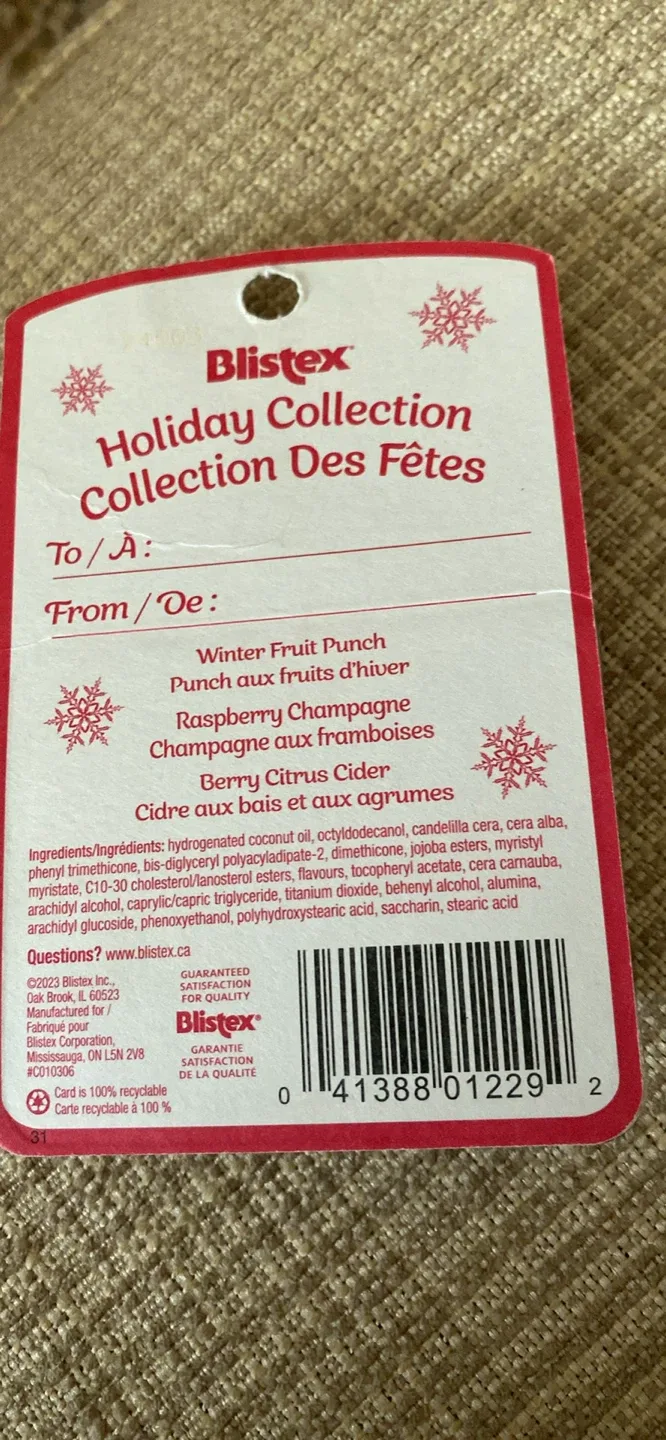 Blistex®
Holiday Collection
Collection Des Fêtes
To / À :
From / De :
Winter Fruit Punch
Punch aux fruits d'hiver
Raspberry Champagne
Champagne aux framboises
Berry Citrus Cider
Cidre aux bais et aux agrumes
Ingredients/Ingrédients: hydrogenated coconut oil, octyldodecanol, candelilla cera, cera alba,
phenyl trimethicone, bis-diglyceryl polyacyladipate-2, dimethicone, jojoba esters, myristyl
myristate, C10-30 cholesterol/lanosterol esters, flavours, tocopheryl acetate, cera carnauba,
arachidyl alcohol, caprylic/capric triglyceride, titanium dioxide, behenyl alcohol, alumina,
arachidyl glucoside, phenoxyethanol, polyhydroxystearic acid, saccharin, stearic acid
Questions? www.blistex.ca
©2023 Blistex Inc.,
Oak Brook, IL 60523
Manufactured for /
Fabriqué pour
Blistex Corporation,
Mississauga, ON L5N 2V8
#C010306
Card is 100% recyclable
Carte recyclable à 100 %
31
GUARANTEED
SATISFACTION
FOR QUALITY
Blistex®
GARANTIE
SATISFACTION
DE LA QUALITÉ
0 41388 01229 2